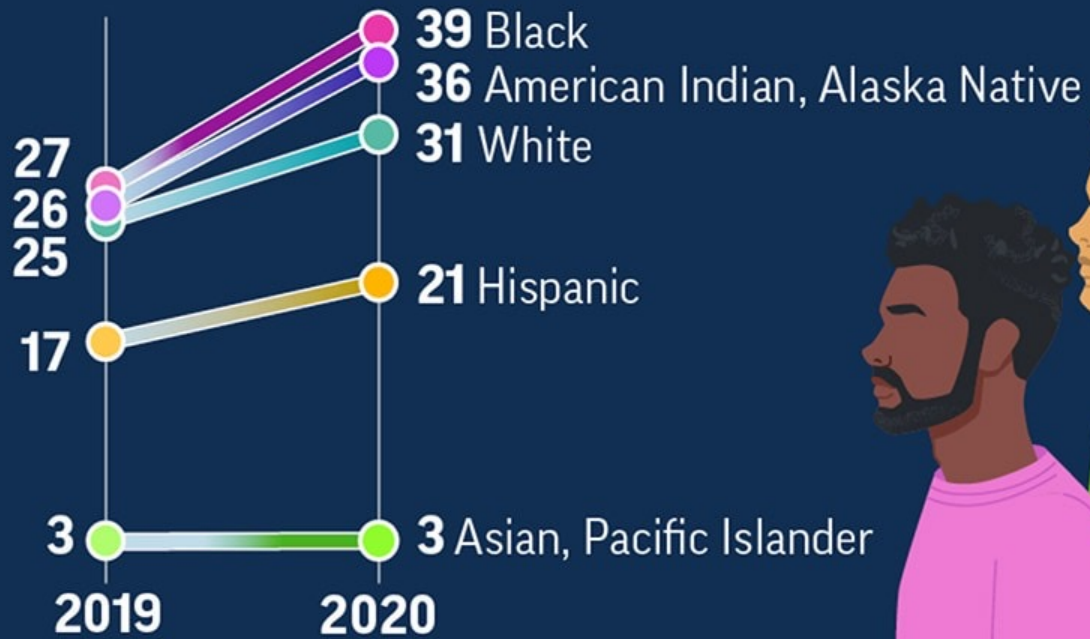 39 Black
36 American Indian, Alaska Native
31 White
27
26
25
21 Hispanic
17
3
3 Asian, Pacific Islander
2019
2020